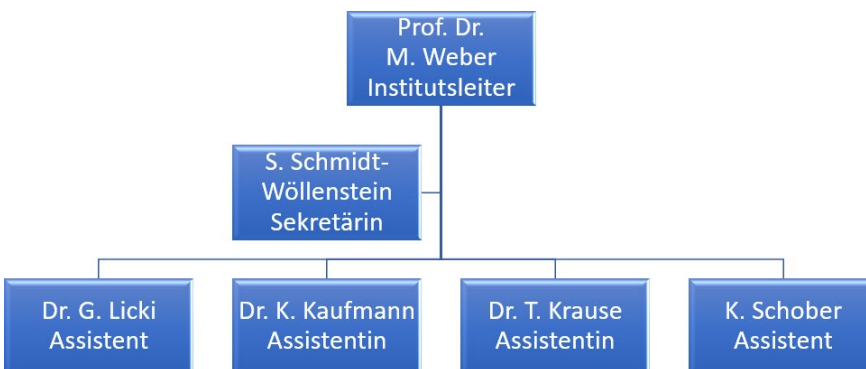 Prof. Dr.
M. Weber
Institutsleiter
S. Schmidt-
Wöllenstein
Sekretärin
Dr. G. Licki
Assistent
Dr. K. Kaufmann
Assistentin
Dr. T. Krause
Assistentin
K. Schober
Assistent